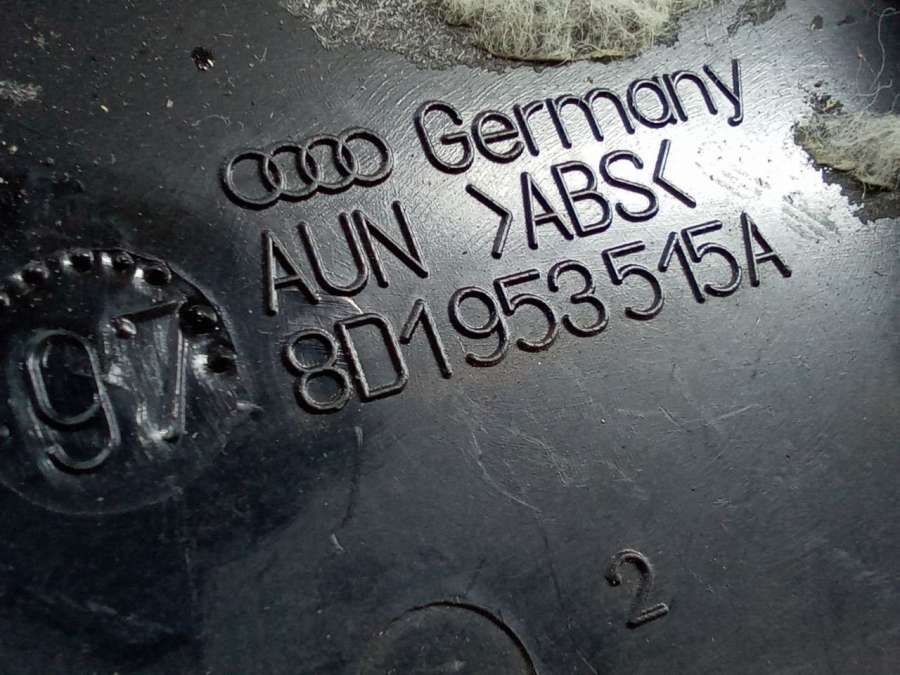 Germany
AUN >ABS<
8D1953515A
97
2